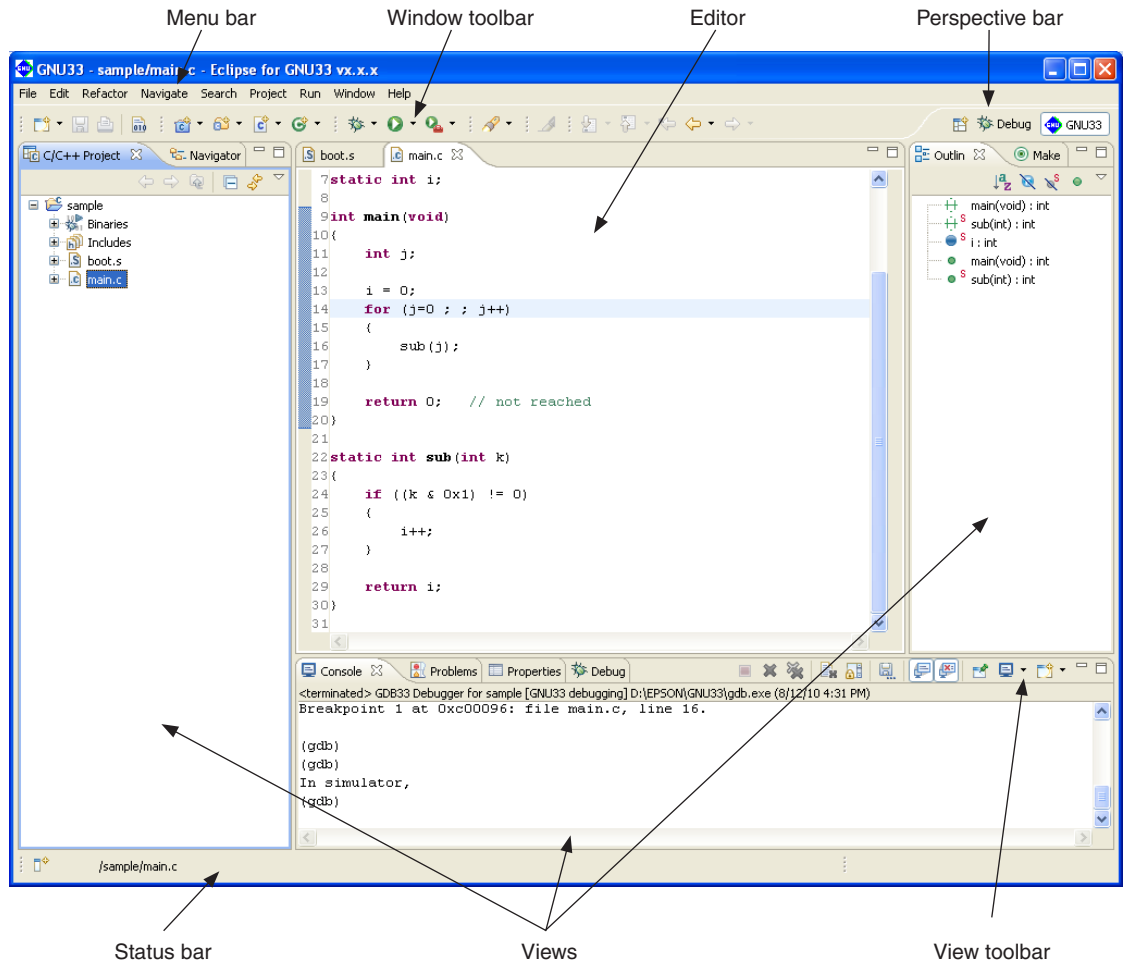 Menu bar Window toolbar Editor Perspective bar
GNU33 - sample/main.c - Eclipse for GNU33 vx.x.x
File Edit Refactor Navigate Search Project Run Window Help
Debug GNU33
C/C++ Project Navigator
sample
Binaries
Includes
boot.s
main.c
boot.s main.c
7 static int i;
8
9 int main(void)
10 {
11     int j;
12
13     i = 0;
14     for (j=0 ; ; j++)
15     {
16         sub(j);
17     }
18
19     return 0;   // not reached
20 }
21
22 static int sub(int k)
23 {
24     if ((k & 0x1) != 0)
25     {
26         i++;
27     }
28
29     return i;
30 }
31
Outlin Make
main(void) : int
sub(int) : int
i : int
main(void) : int
sub(int) : int
Console Problems Properties Debug
<terminated> GDB33 Debugger for sample [GNU33 debugging] D:\EPSON\GNU33\gdb.exe (8/12/10 4:31 PM)
Breakpoint 1 at 0xc00096: file main.c, line 16.
(gdb)
(gdb)
In simulator,
(gdb)
/sample/main.c
Status bar Views View toolbar